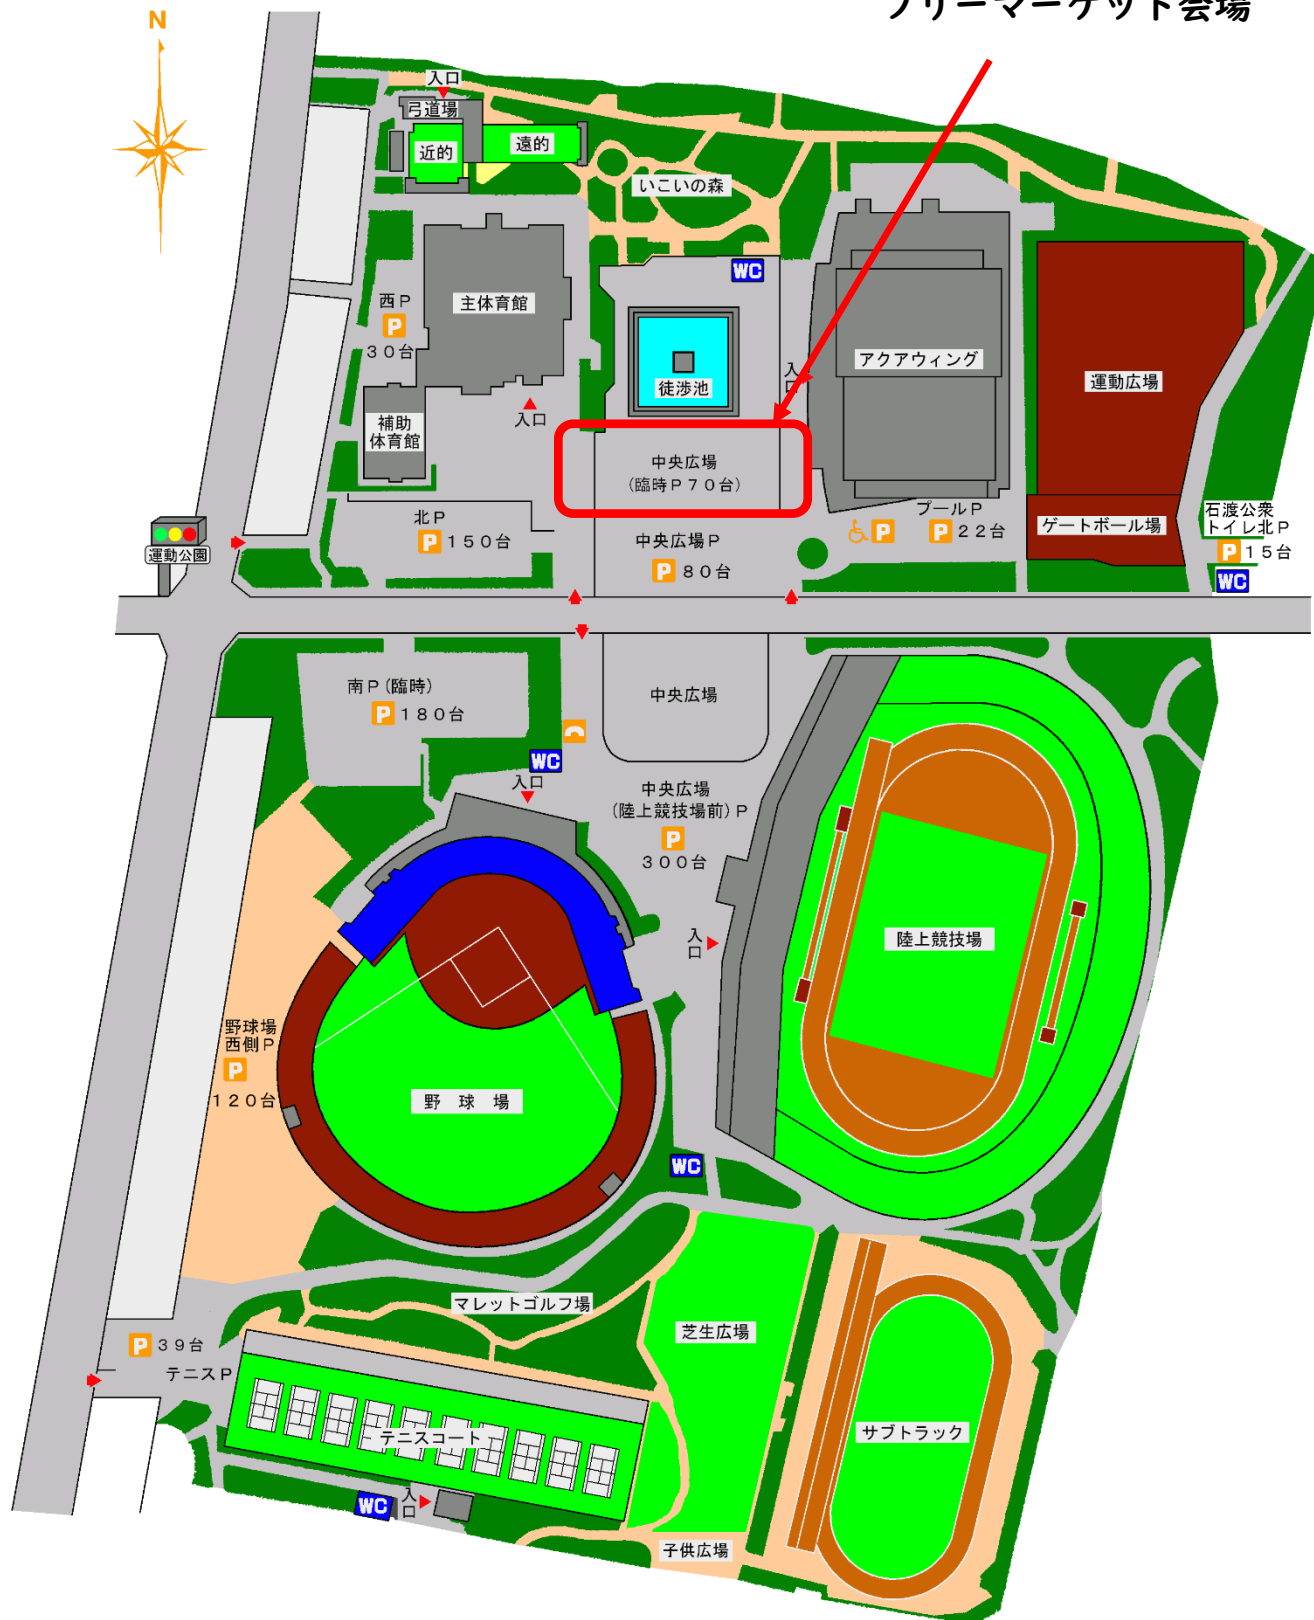 フリーマーケット会場
N
入口
弓道場
近的
遠的
いこいの森
WC
西P
P
30台
主体育館
徒渉池
入口
アクアウィング
運動広場
補助
体育館
入口
中央広場
(臨時P70台)
北P
P 150台
中央広場P
P 80台
プールP
P
P 22台
ゲートボール場
石渡公衆
トイレ北P
P 15台
WC
運動公園
南P(臨時)
P 180台
中央広場
WC
入口
中央広場
(陸上競技場前)P
P
300台
入口
陸上競技場
野球場
西側P
P
120台
野球場
WC
マレットゴルフ場
芝生広場
P 39台
テニスP
テニスコート
サブトラック
WC
入口
子供広場